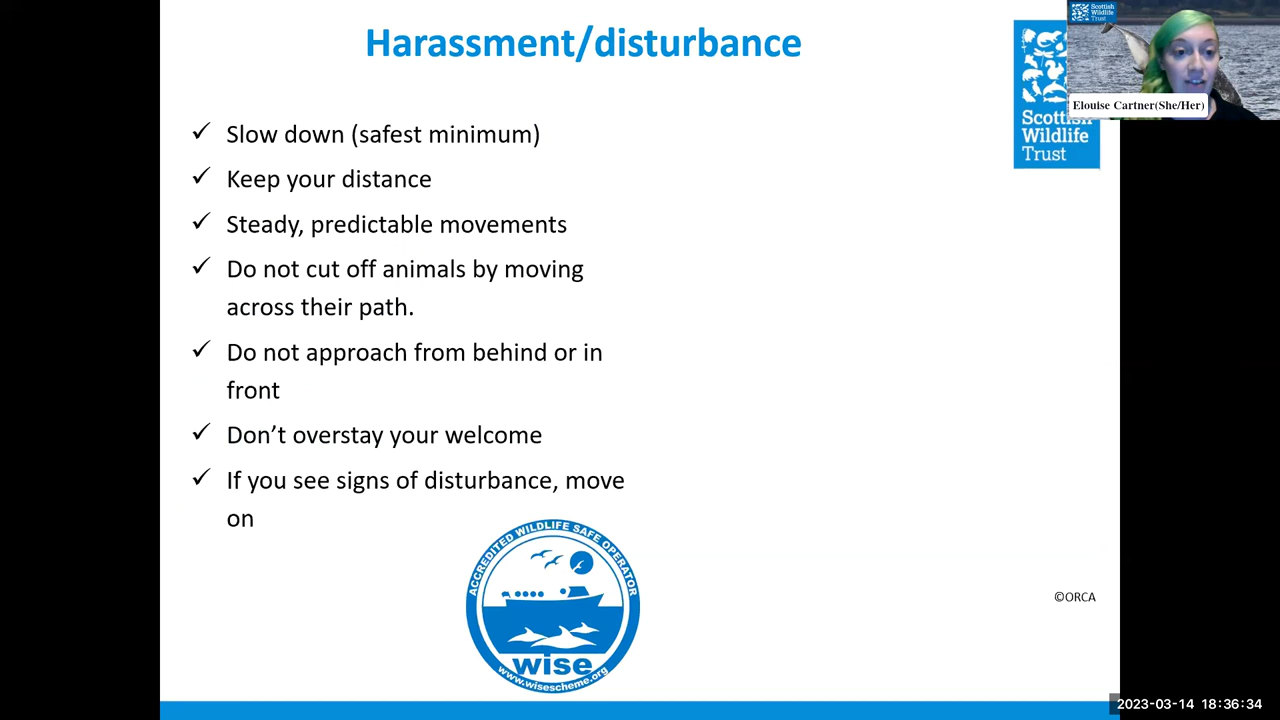 Harassment/disturbance
Scottish
Wildlife
Trust
Elouise Cartner(She/Her)
Scottish
Wildlife
Trust
✓ Slow down (safest minimum)
✓ Keep your distance
✓ Steady, predictable movements
✓ Do not cut off animals by moving
across their path.
✓ Do not approach from behind or in
front
✓ Don’t overstay your welcome
✓ If you see signs of disturbance, move
on
ACCREDITED WILDLIFE SAFE OPERATOR
wise
www.wisescheme.org
©ORCA
2023-03-14 18:36:34